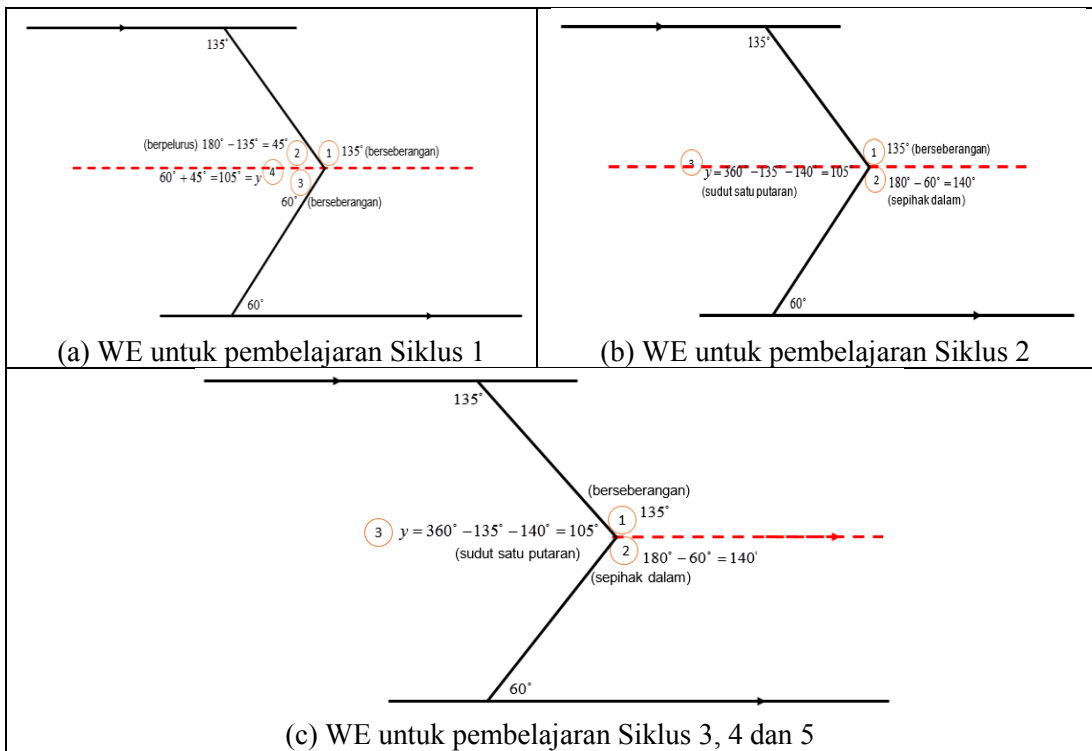 135°
(berpelurus) 180° − 135° = 45°
2
1
135° (berseberangan)
60° + 45° = 105° = y
4
3
60° (berseberangan)
60°
(a) WE untuk pembelajaran Siklus 1
135°
1
135° (berseberangan)
3
y = 360° − 135° − 140° = 105°
(sudut satu putaran)
2
180° − 60° = 140°
(sepihak dalam)
60°
(b) WE untuk pembelajaran Siklus 2
135°
(berseberangan)
1
135°
3
y = 360° − 135° − 140° = 105°
(sudut satu putaran)
2
180° − 60° = 140'
(sepihak dalam)
60°
(c) WE untuk pembelajaran Siklus 3, 4 dan 5